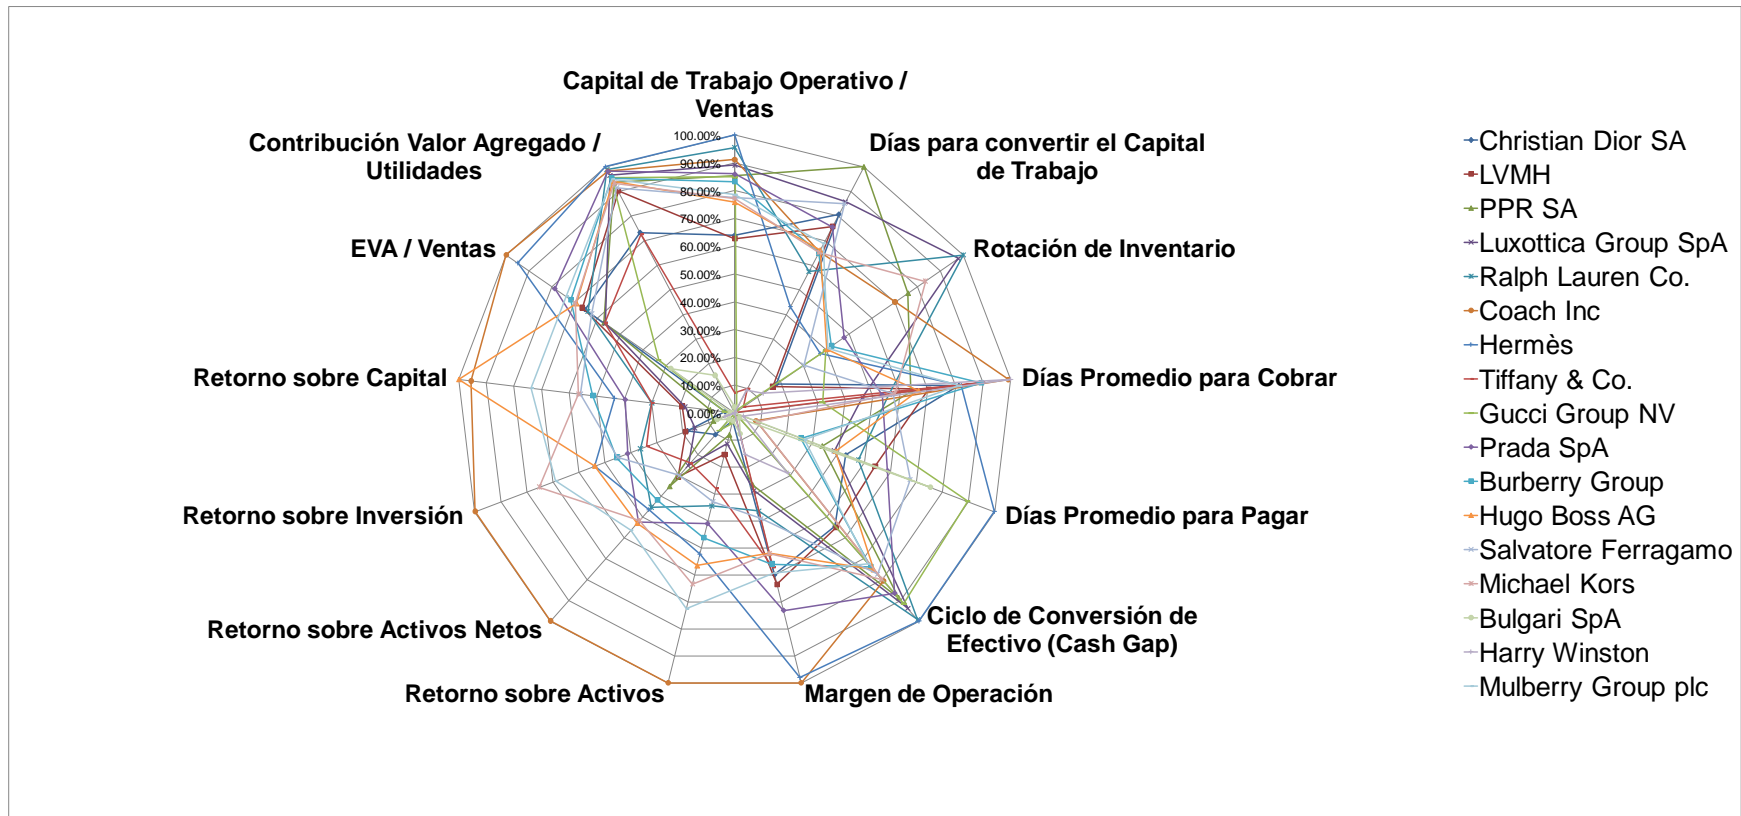 Capital de Trabajo Operativo /
Ventas
Días para convertir el Capital
de Trabajo
Rotación de Inventario
Días Promedio para Cobrar
Días Promedio para Pagar
Ciclo de Conversión de
Efectivo (Cash Gap)
Margen de Operación
Retorno sobre Activos
Retorno sobre Activos Netos
Retorno sobre Inversión
Retorno sobre Capital
EVA / Ventas
Contribución Valor Agregado /
Utilidades
100.00%
90.00%
80.00%
70.00%
60.00%
50.00%
40.00%
30.00%
20.00%
10.00%
0.00%
Christian Dior SA
LVMH
PPR SA
Luxottica Group SpA
Ralph Lauren Co.
Coach Inc
Hermès
Tiffany & Co.
Gucci Group NV
Prada SpA
Burberry Group
Hugo Boss AG
Salvatore Ferragamo
Michael Kors
Bulgari SpA
Harry Winston
Mulberry Group plc